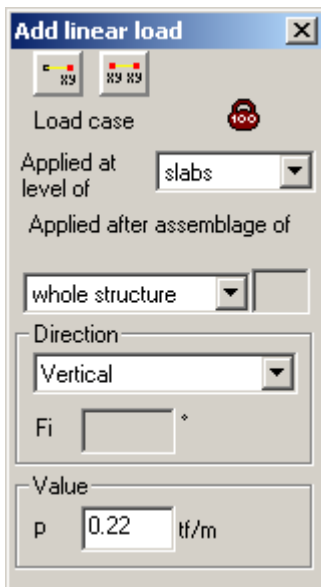 Add linear load
xy xy xy
Load case 100
Applied at level of slabs
Applied after assemblage of
whole structure
Direction
Vertical
Fi °
Value
p 0.22 tf/m